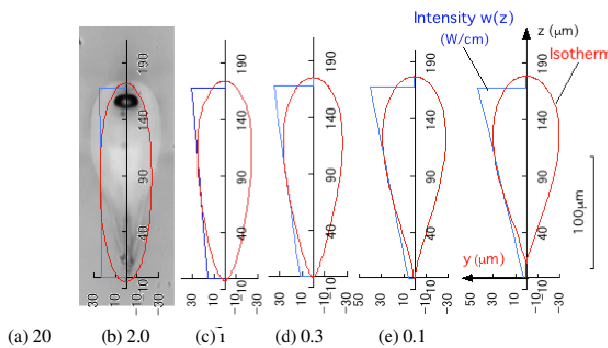 Intensity w(z)
(W/cm)
z (µm)
Isotherm
190 190 190 190 190
140 140 140 140 140
90 90 90 90 90
40 40 40 40 40
100µm
y (µm)
-10 -10 -10 -10 -10
30 10 -10 -30 30 10 -10 -30 30 10 -10 -30 50 30 10 -10 -30 50 30 10 -10 -30
(a) 20 (b) 2.0 (c) 1 (d) 0.3 (e) 0.1